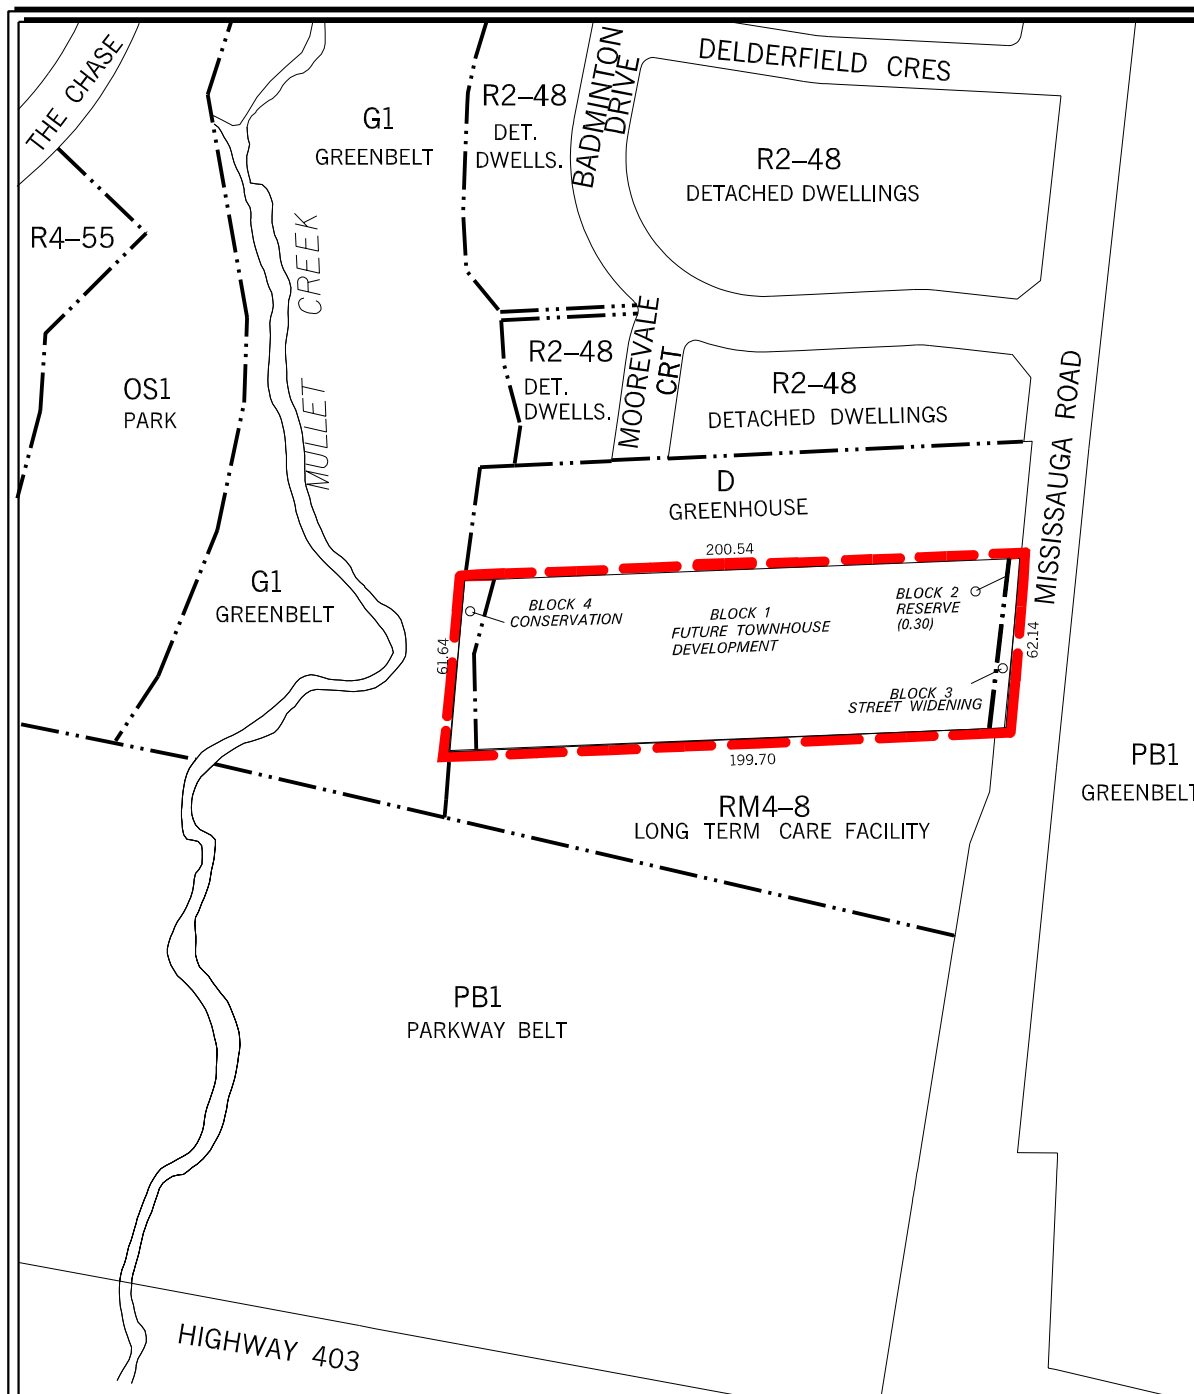 THE CHASE
G1
GREENBELT
R2–48
DET.
DWELLS.
BADMINTON
DRIVE
DELDERFIELD CRES
R2–48
DETACHED DWELLINGS
R4–55
MULLET CREEK
OS1
PARK
R2–48
DET.
DWELLS.
MOOREVALE
CRT
R2–48
DETACHED DWELLINGS
MISSISSAUGA ROAD
D
GREENHOUSE
200.54
G1
GREENBELT
BLOCK 4
CONSERVATION
BLOCK 1
FUTURE TOWNHOUSE
DEVELOPMENT
BLOCK 2
RESERVE
(0.30)
61.64
62.14
BLOCK 3
STREET WIDENING
199.70
PB1
GREENBELT
RM4–8
LONG TERM CARE FACILITY
PB1
PARKWAY BELT
HIGHWAY 403